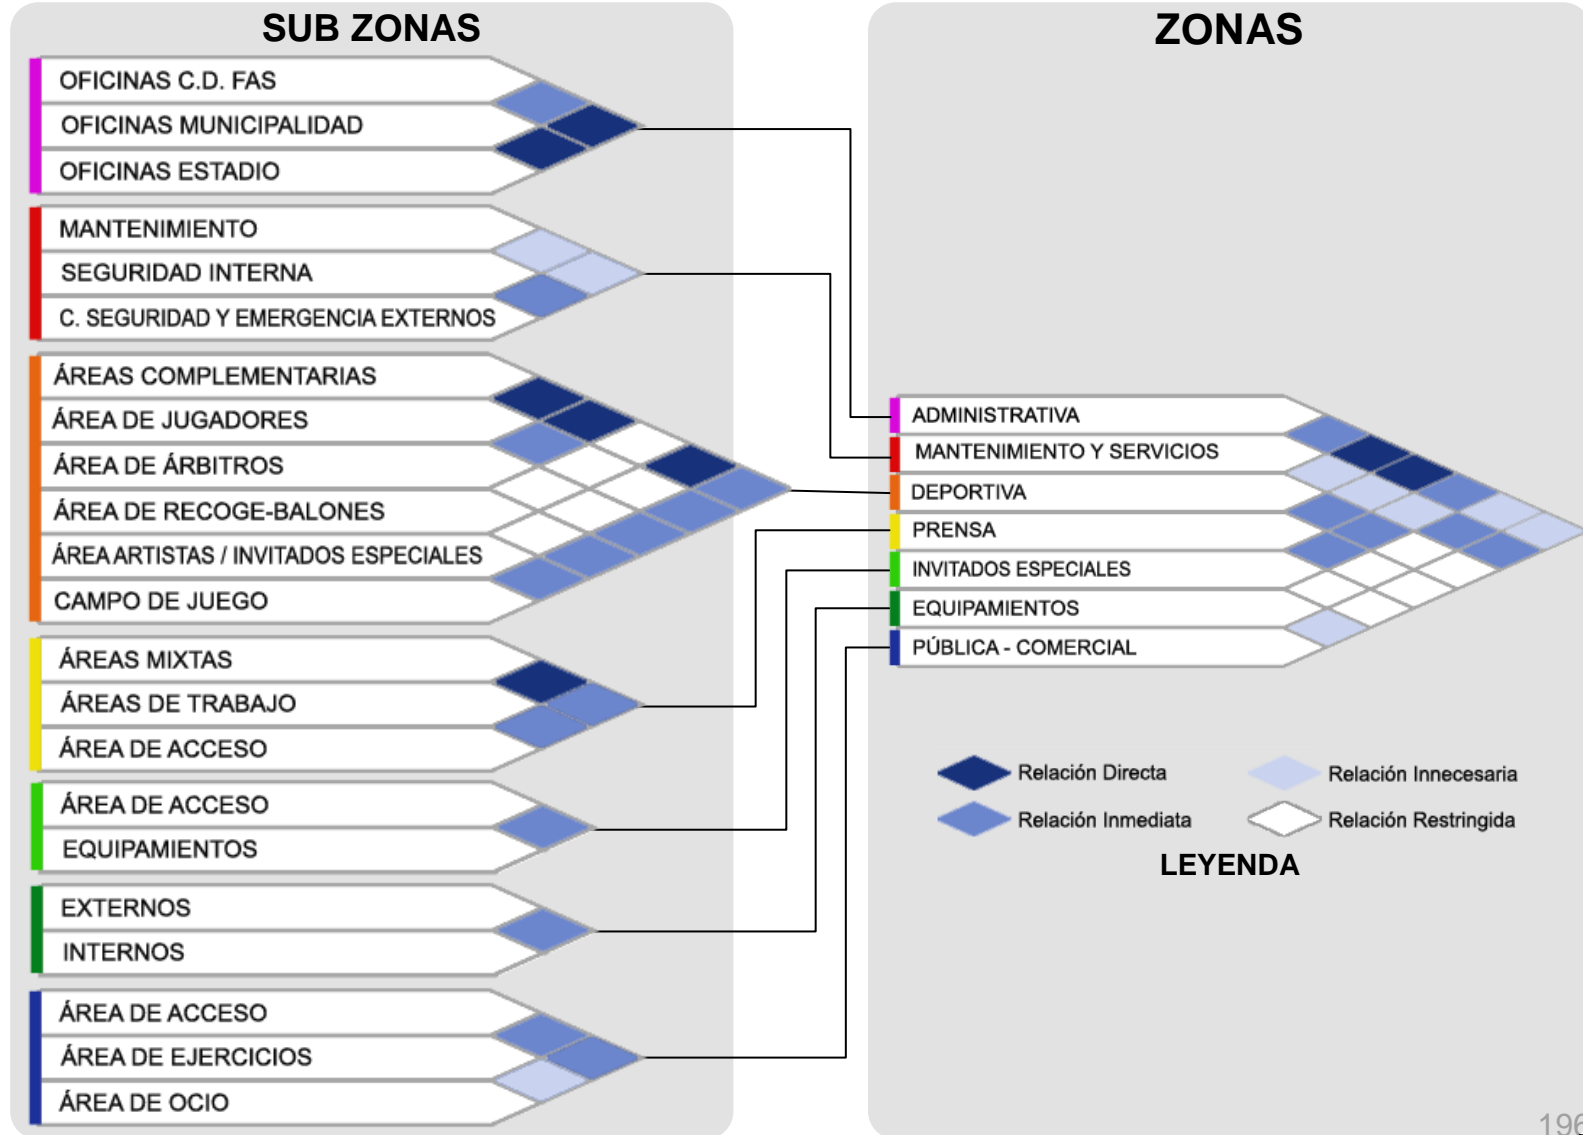 SUB ZONAS
OFICINAS C.D. FAS
OFICINAS MUNICIPALIDAD
OFICINAS ESTADIO
MANTENIMIENTO
SEGURIDAD INTERNA
C. SEGURIDAD Y EMERGENCIA EXTERNOS
ÁREAS COMPLEMENTARIAS
ÁREA DE JUGADORES
ÁREA DE ÁRBITROS
ÁREA DE RECOGE-BALONES
ÁREA ARTISTAS / INVITADOS ESPECIALES
CAMPO DE JUEGO
ÁREAS MIXTAS
ÁREAS DE TRABAJO
ÁREA DE ACCESO
ÁREA DE ACCESO
EQUIPAMIENTOS
EXTERNOS
INTERNOS
ÁREA DE ACCESO
ÁREA DE EJERCICIOS
ÁREA DE OCIO
ZONAS
ADMINISTRATIVA
MANTENIMIENTO Y SERVICIOS
DEPORTIVA
PRENSA
INVITADOS ESPECIALES
EQUIPAMIENTOS
PÚBLICA - COMERCIAL
Relación Directa
Relación Innecesaria
Relación Inmediata
Relación Restringida
LEYENDA
196